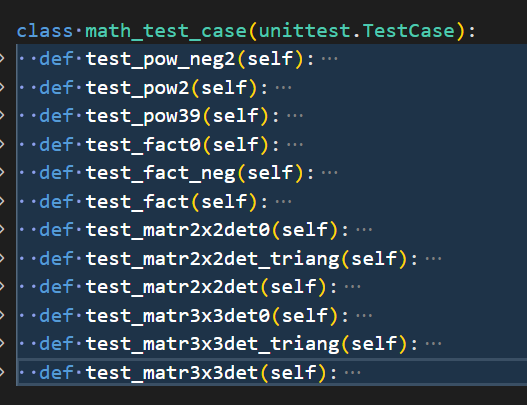 class math_test_case(unittest.TestCase):
def test_pow_neg2(self): ···
def test_pow2(self): ···
def test_pow39(self): ···
def test_fact0(self): ···
def test_fact_neg(self): ···
def test_fact(self): ···
def test_matr2x2det0(self): ···
def test_matr2x2det_triang(self): ···
def test_matr2x2det(self): ···
def test_matr3x3det0(self): ···
def test_matr3x3det_triang(self): ···
def test_matr3x3det(self): ···